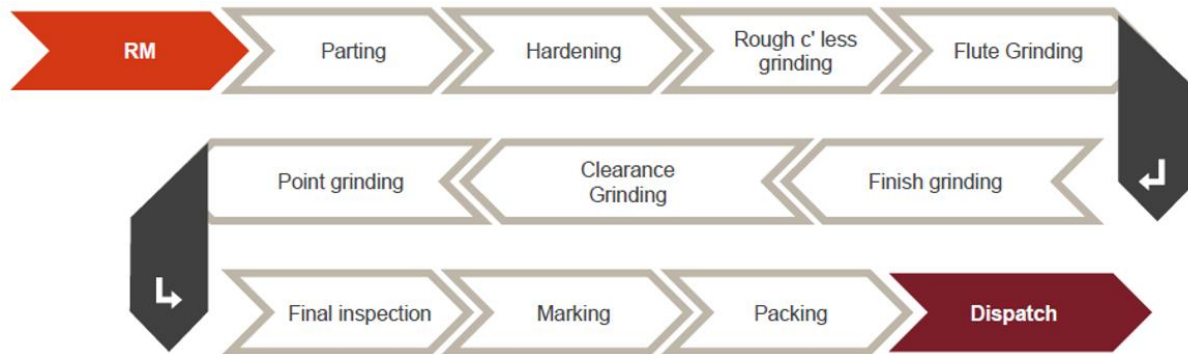 RM
Parting
Hardening
Rough c' less
grinding
Flute Grinding
Finish grinding
Clearance
Grinding
Point grinding
Final inspection
Marking
Packing
Dispatch